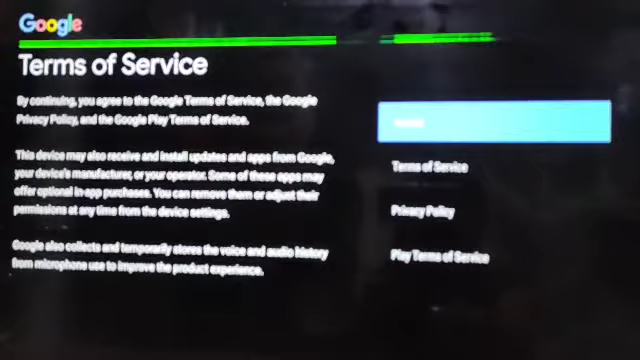 Google
Terms of Service
By continuing, you agree to the Google Terms of Service, the Google
Privacy Policy, and the Google Play Terms of Service.
This device may also receive and install updates and apps from Google,
your device's manufacturer, or your operator. Some of these apps may
offer optional in-app purchases. You can remove them or adjust their
permissions at any time from the device settings.
Google also collects and temporarily stores the voice and audio history
from microphone use to improve the product experience.
Terms of Service
Privacy Policy
Play Terms of Service